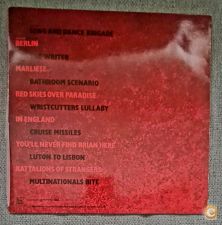 SONG AND DANCE BRIGADE
BERLIN
WRITER
MARLIESE
BATHROOM SCENARIO
RED SKIES OVER PARADISE
WRISTCUTTERS LULLABY
IN ENGLAND
CRUISE MISSILES
YOU'LL NEVER FIND BRIAN HERE
LUTON TO LISBON
BATTALIONS OF STRANGERS
MULTINATIONALS BITE